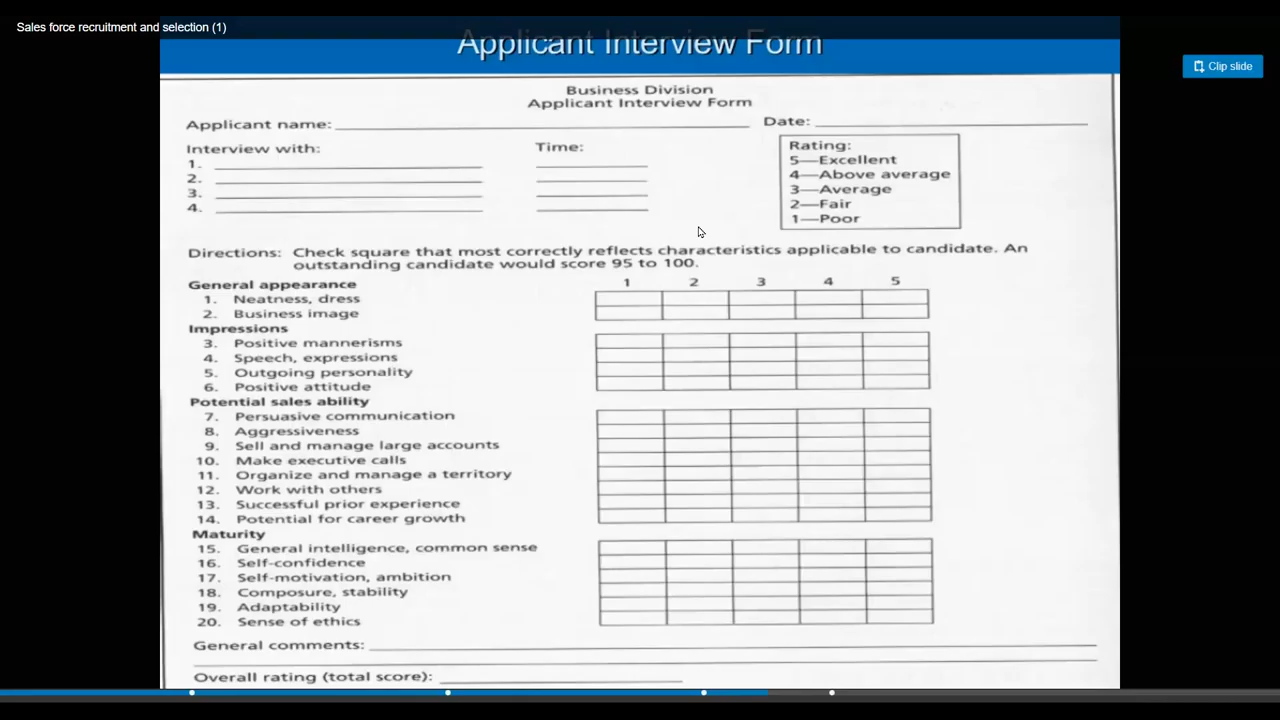 Sales force recruitment and selection (1)
Applicant Interview Form
Clip slide
Business Division
Applicant Interview Form
Applicant name: Date:
Interview with: Time:
1.
2.
3.
4.
Rating:
5—Excellent
4—Above average
3—Average
2—Fair
1—Poor
Directions: Check square that most correctly reflects characteristics applicable to candidate. An
outstanding candidate would score 95 to 100.
1 2 3 4 5
General appearance
1. Neatness, dress
2. Business image
Impressions
3. Positive mannerisms
4. Speech, expressions
5. Outgoing personality
6. Positive attitude
Potential sales ability
7. Persuasive communication
8. Aggressiveness
9. Sell and manage large accounts
10. Make executive calls
11. Organize and manage a territory
12. Work with others
13. Successful prior experience
14. Potential for career growth
Maturity
15. General intelligence, common sense
16. Self-confidence
17. Self-motivation, ambition
18. Composure, stability
19. Adaptability
20. Sense of ethics
General comments:
Overall rating (total score):